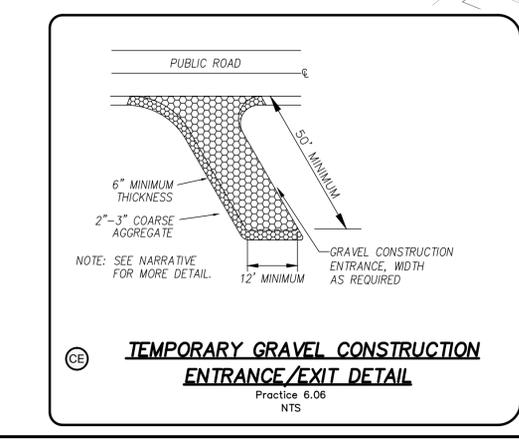 PUBLIC ROAD
℄
50' MINIMUM
6" MINIMUM
THICKNESS
2"-3" COARSE
AGGREGATE
NOTE: SEE NARRATIVE
FOR MORE DETAIL.
12' MINIMUM
GRAVEL CONSTRUCTION
ENTRANCE, WIDTH
AS REQUIRED
CE
TEMPORARY GRAVEL CONSTRUCTION
ENTRANCE/EXIT DETAIL
Practice 6.06
NTS